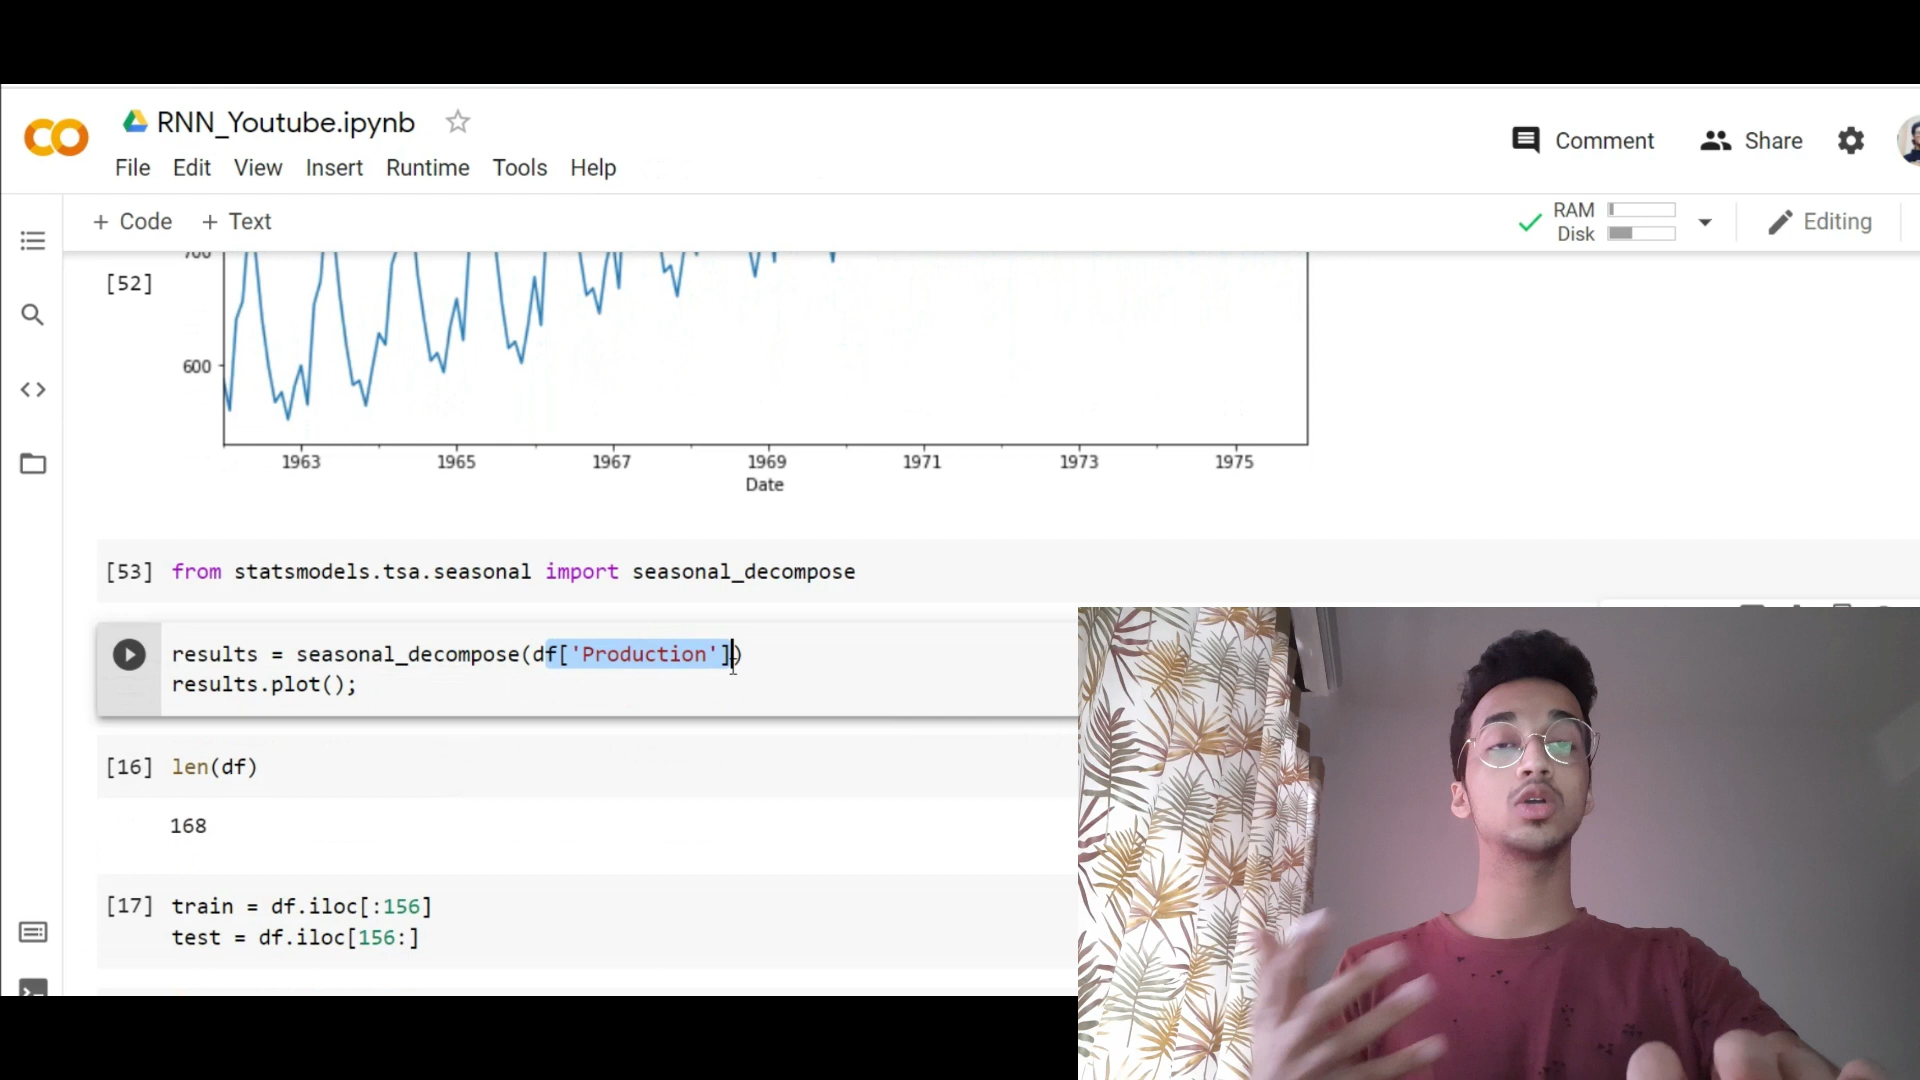 RNN_Youtube.ipynb
File Edit View Insert Runtime Tools Help
Comment
Share
+ Code + Text
RAM
Disk
Editing
700
[52]
600
1963 1965 1967 1969 1971 1973 1975
Date
[53] from statsmodels.tsa.seasonal import seasonal_decompose
results = seasonal_decompose(df['Production'])
results.plot();
[16] len(df)
168
[17] train = df.iloc[:156]
test = df.iloc[156:]